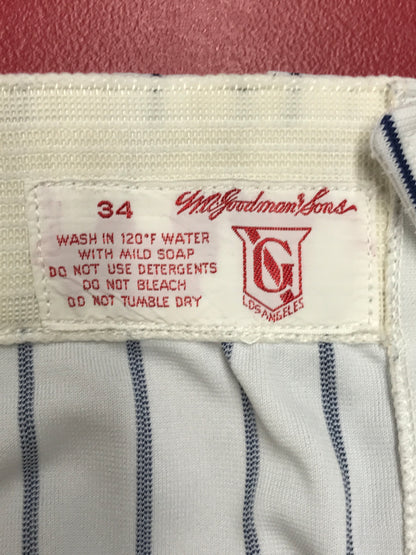 34
W.A. Goodman & Sons
WASH IN 120°F WATER
WITH MILD SOAP
DO NOT USE DETERGENTS
DO NOT BLEACH
DO NOT TUMBLE DRY
G
LOS ANGELES